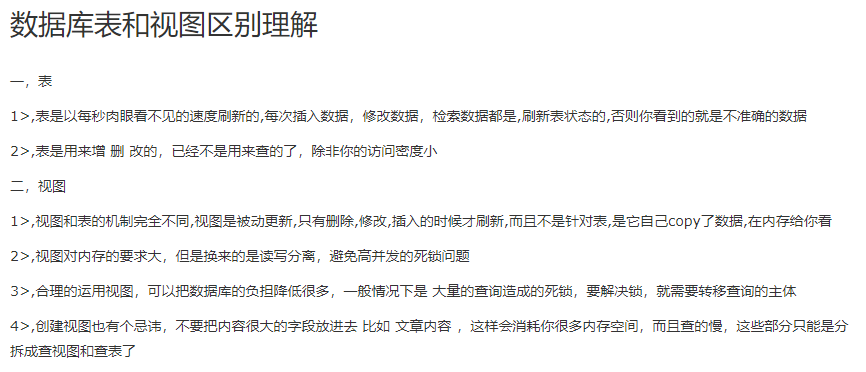 数据库表和视图区别理解
一，表
1>,表是以每秒肉眼看不见的速度刷新的,每次插入数据，修改数据，检索数据都是,刷新表状态的,否则你看到的就是不准确的数据
2>,表是用来增 删 改的，已经不是用来查的了，除非你的访问密度小
二，视图
1>,视图和表的机制完全不同,视图是被动更新,只有删除,修改,插入的时候才刷新,而且不是针对表,是它自己copy了数据,在内存给你看
2>,视图对内存的要求大，但是换来的是读写分离，避免高并发的死锁问题
3>,合理的运用视图，可以把数据库的负担降低很多，一般情况下是 大量的查询造成的死锁，要解决锁，就需要转移查询的主体
4>,创建视图也有个忌讳，不要把内容很大的字段放进去 比如 文章内容 ，这样会消耗你很多内存空间，而且查的慢，这些部分只能是分
拆成查视图和查表了